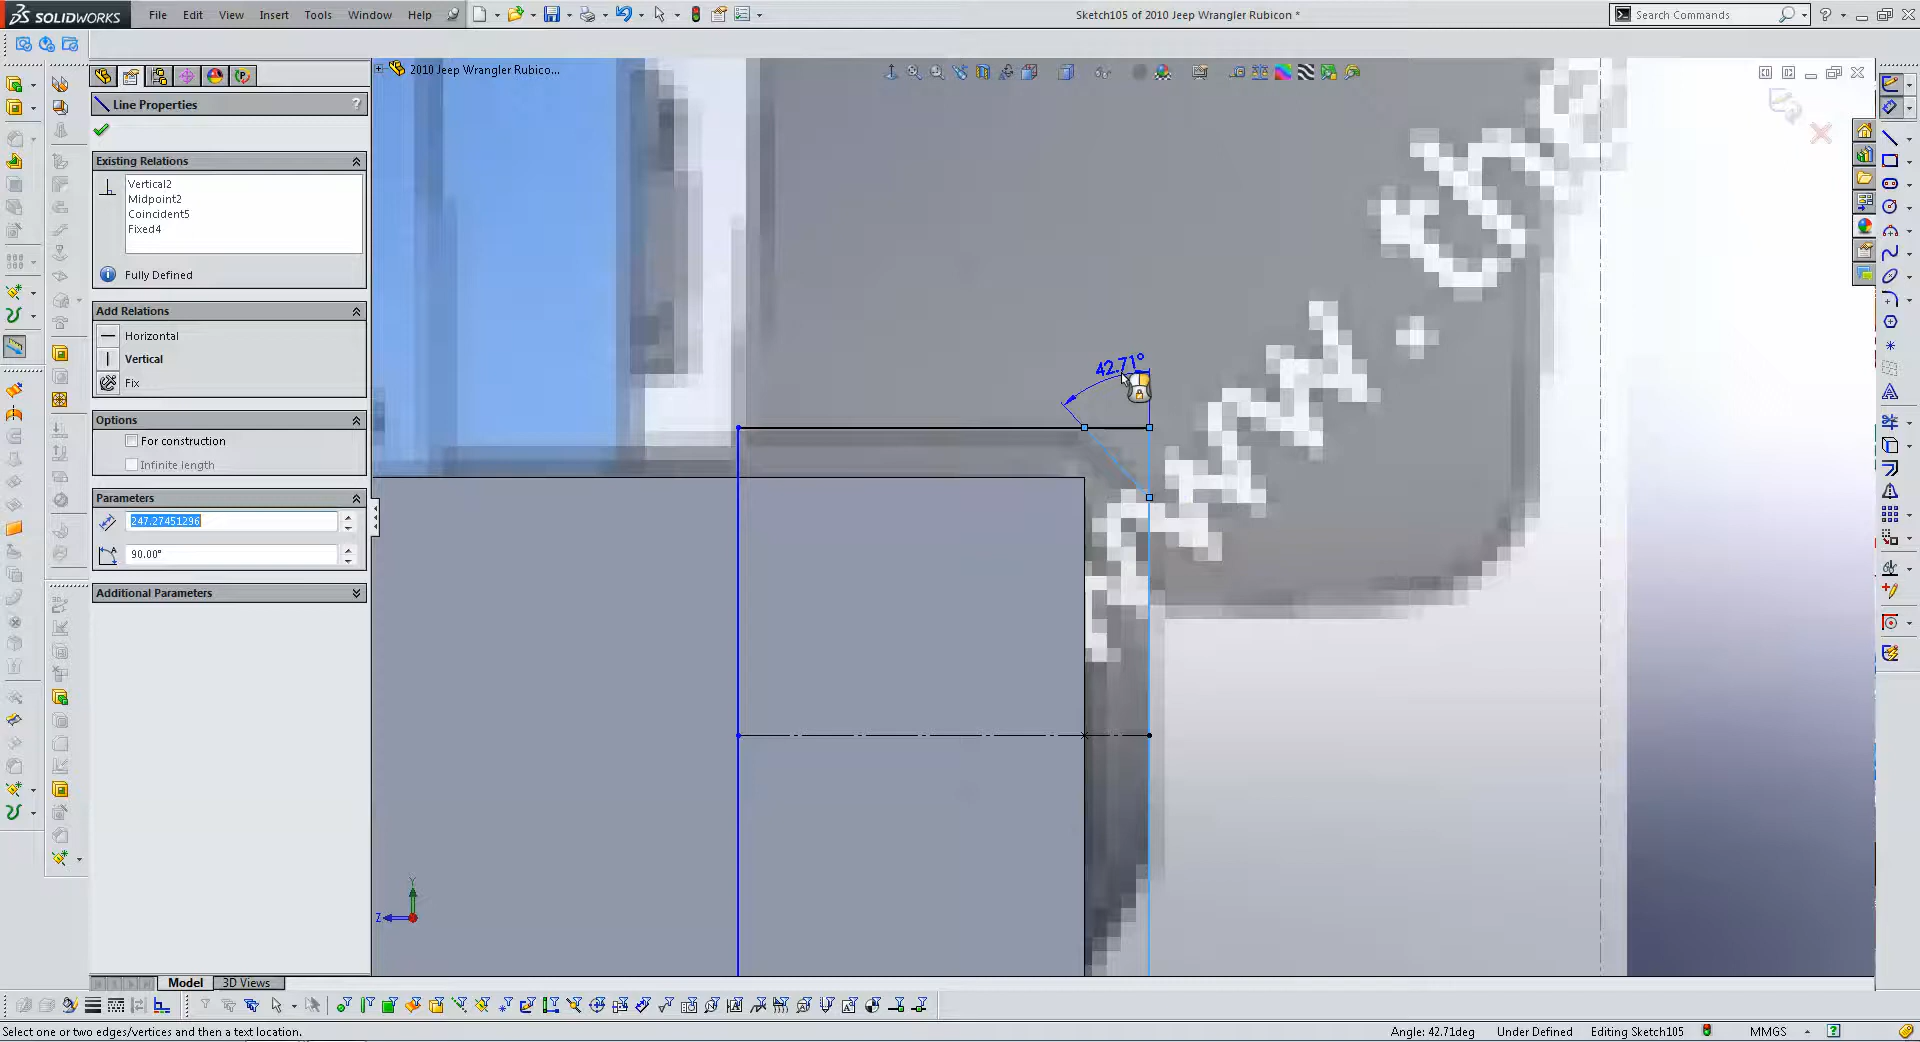 SOLIDWORKS File Edit View Insert Tools Window Help Sketch105 of 2010 Jeep Wrangler Rubicon * Search Commands
2010 Jeep Wrangler Rubico...
Line Properties ?
Existing Relations
Vertical2
Midpoint2
Coincident5
Fixed4
Fully Defined
Add Relations
Horizontal
Vertical
Fix
Options
For construction
Infinite length
Parameters
247.27451296
90.00°
Additional Parameters
42.71°
Y
Z
Model 3D Views
Select one or two edges/vertices and then a text location. Angle: 42.71deg Under Defined Editing Sketch105 MMGS